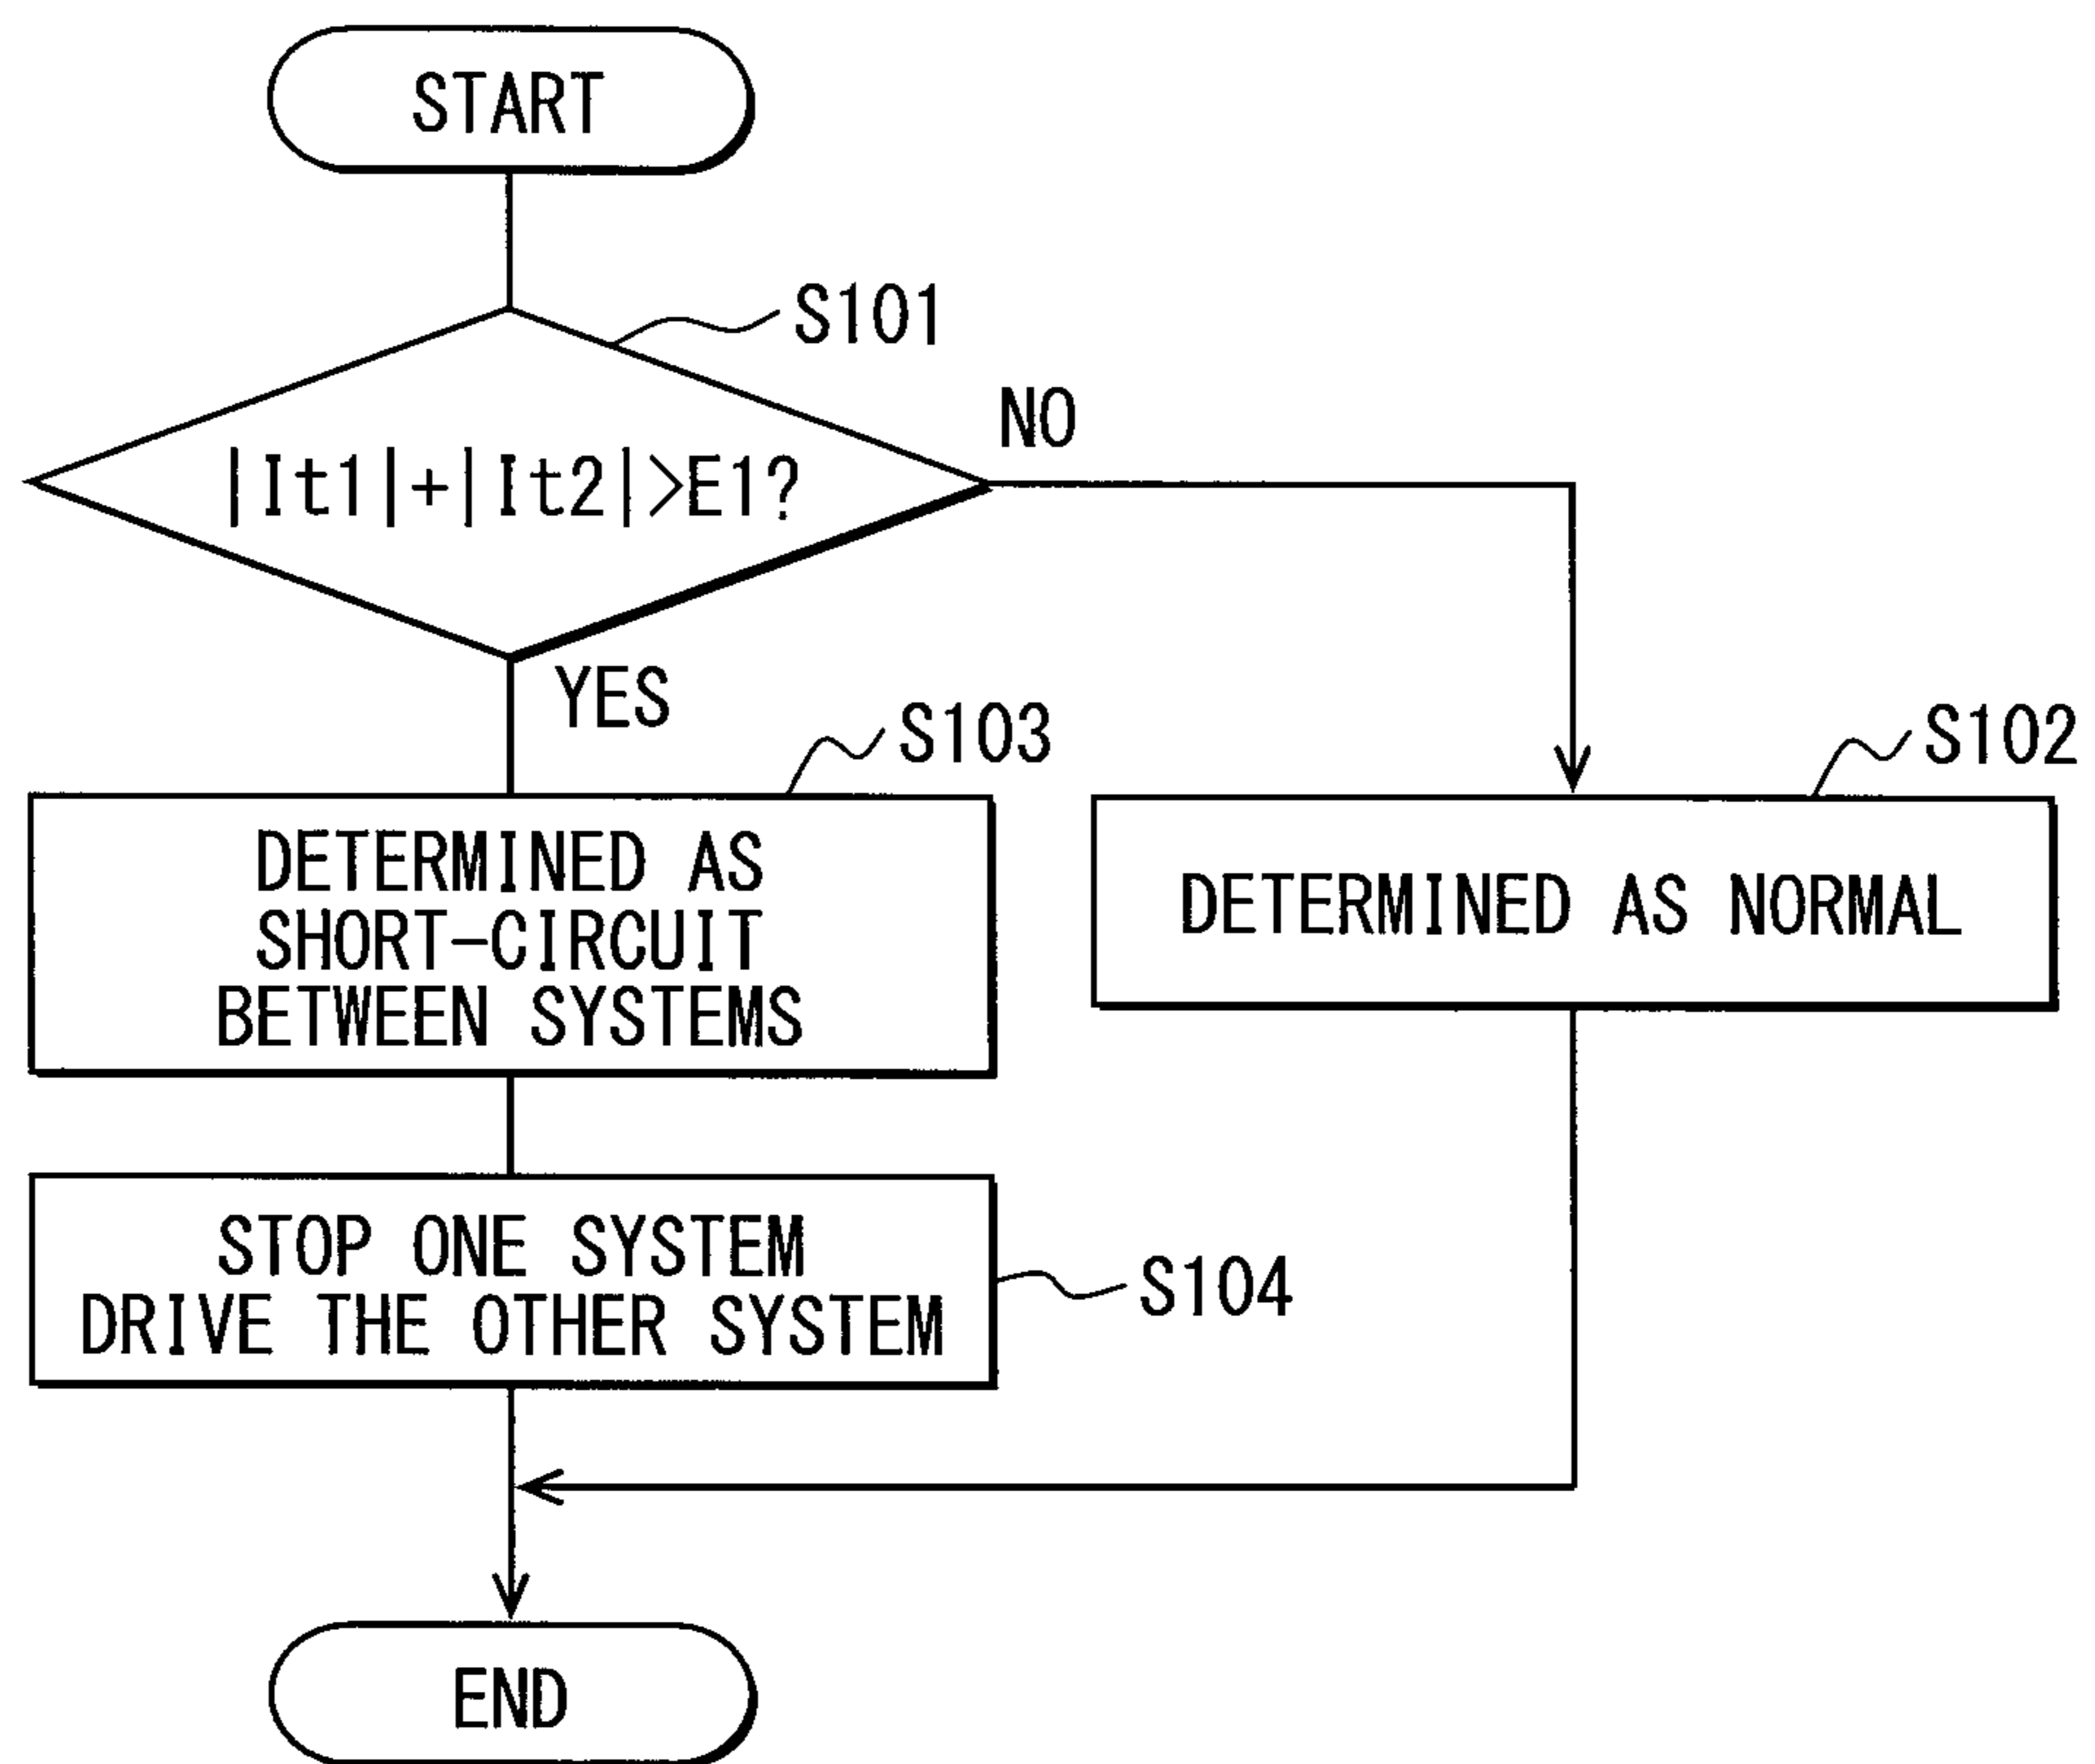 START
S101
|It1|+|It2|>E1?
NO
YES
S103
S102
DETERMINED AS
SHORT-CIRCUIT
BETWEEN SYSTEMS
DETERMINED AS NORMAL
STOP ONE SYSTEM
DRIVE THE OTHER SYSTEM
S104
END